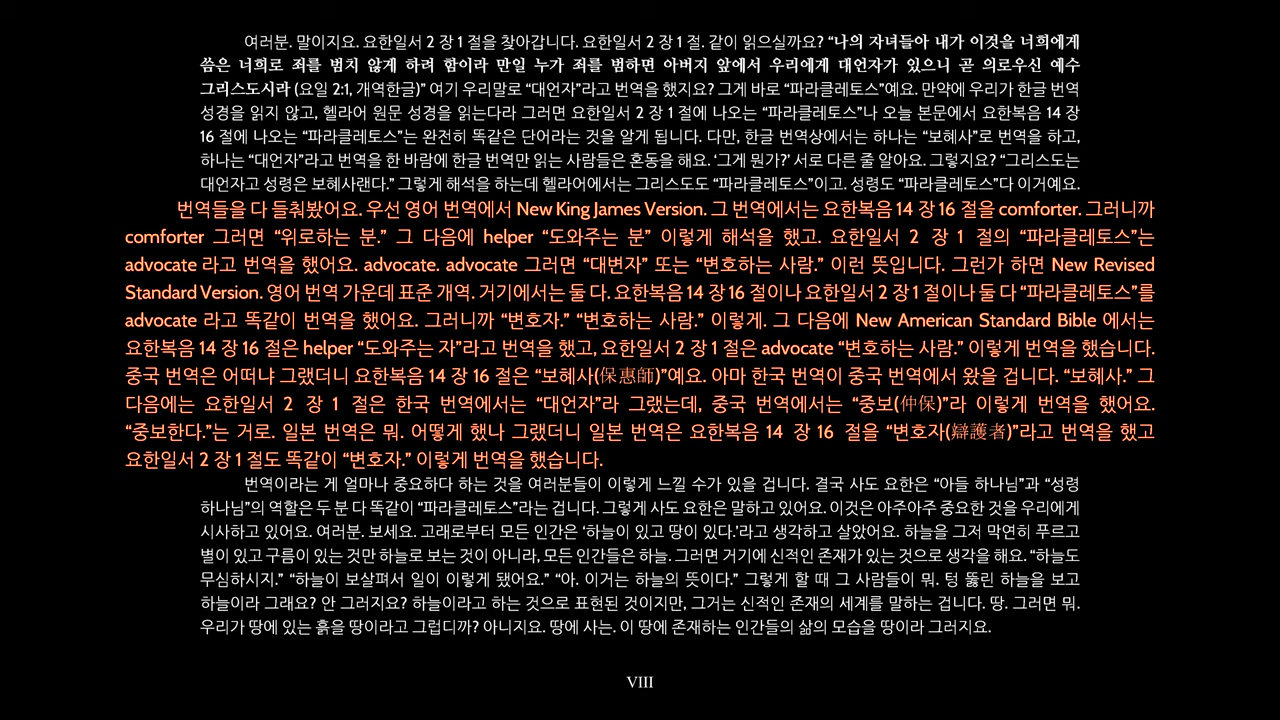 여러분. 말이지요. 요한일서 2 장 1 절을 찾아갑니다. 요한일서 2 장 1 절. 같이 읽으실까요? “나의 자녀들아 내가 이것을 너희에게
씀은 너희로 죄를 범치 않게 하려 함이라 만일 누가 죄를 범하면 아버지 앞에서 우리에게 대언자가 있으니 곧 의로우신 예수
그리스도시라 (요일 2:1, 개역한글)” 여기 우리말로 “대언자”라고 번역을 했지요? 그게 바로 “파라클레토스”예요. 만약에 우리가 한글 번역
성경을 읽지 않고, 헬라어 원문 성경을 읽는다라 그러면 요한일서 2 장 1 절에 나오는 “파라클레토스”나 오늘 본문에서 요한복음 14 장
16 절에 나오는 “파라클레토스”는 완전히 똑같은 단어라는 것을 알게 됩니다. 다만, 한글 번역상에서는 하나는 “보혜사”로 번역을 하고,
하나는 “대언자”라고 번역을 한 바람에 한글 번역만 읽는 사람들은 혼동을 해요. ‘그게 뭔가?’ 서로 다른 줄 알아요. 그렇지요? “그리스도는
대언자고 성령은 보혜사랜다.” 그렇게 해석을 하는데 헬라어에서는 그리스도도 “파라클레토스”이고. 성령도 “파라클레토스”다 이거예요.
번역들을 다 들춰봤어요. 우선 영어 번역에서 New King James Version. 그 번역에서는 요한복음 14 장 16 절을 comforter. 그러니까
comforter 그러면 “위로하는 분.” 그 다음에 helper “도와주는 분” 이렇게 해석을 했고. 요한일서 2 장 1 절의 “파라클레토스”는
advocate 라고 번역을 했어요. advocate. advocate 그러면 “대변자” 또는 “변호하는 사람.” 이런 뜻입니다. 그런가 하면 New Revised
Standard Version. 영어 번역 가운데 표준 개역. 거기에서는 둘 다. 요한복음 14 장 16 절이나 요한일서 2 장 1 절이나 둘 다 “파라클레토스”를
advocate 라고 똑같이 번역을 했어요. 그러니까 “변호자.” “변호하는 사람.” 이렇게. 그 다음에 New American Standard Bible 에서는
요한복음 14 장 16 절은 helper “도와주는 자”라고 번역을 했고, 요한일서 2 장 1 절은 advocate “변호하는 사람.” 이렇게 번역을 했습니다.
중국 번역은 어떠냐 그랬더니 요한복음 14 장 16 절은 “보혜사(保惠師)”예요. 아마 한국 번역이 중국 번역에서 왔을 겁니다. “보혜사.” 그
다음에는 요한일서 2 장 1 절은 한국 번역에서는 “대언자”라 그랬는데, 중국 번역에서는 “중보(仲保)”라 이렇게 번역을 했어요.
“중보한다.”는 거로. 일본 번역은 뭐. 어떻게 했나 그랬더니 일본 번역은 요한복음 14 장 16 절을 “변호자(辯護者)”라고 번역을 했고
요한일서 2 장 1 절도 똑같이 “변호자.” 이렇게 번역을 했습니다.
번역이라는 게 얼마나 중요하다 하는 것을 여러분들이 이렇게 느낄 수가 있을 겁니다. 결국 사도 요한은 “아들 하나님”과 “성령
하나님”의 역할은 두 분 다 똑같이 “파라클레토스”라는 겁니다. 그렇게 사도 요한은 말하고 있어요. 이것은 아주아주 중요한 것을 우리에게
시사하고 있어요. 여러분. 보세요. 고래로부터 모든 인간은 ‘하늘이 있고 땅이 있다.’라고 생각하고 살았어요. 하늘을 그저 막연히 푸르고
별이 있고 구름이 있는 것만 하늘로 보는 것이 아니라, 모든 인간들은 하늘. 그러면 거기에 신적인 존재가 있는 것으로 생각을 해요. “하늘도
무심하시지.” “하늘이 보살펴서 일이 이렇게 됐어요.” “아. 이거는 하늘의 뜻이다.” 그렇게 할 때 그 사람들이 뭐. 텅 뚫린 하늘을 보고
하늘이라 그래요? 안 그러지요? 하늘이라고 하는 것으로 표현된 것이지만, 그거는 신적인 존재의 세계를 말하는 겁니다. 땅. 그러면 뭐.
우리가 땅에 있는 흙을 땅이라고 그럽디까? 아니지요. 땅에 사는. 이 땅에 존재하는 인간들의 삶의 모습을 땅이라 그러지요.
VIII